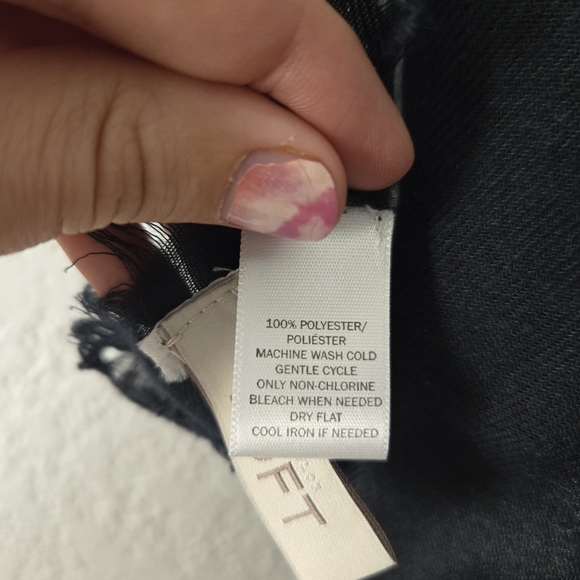 100% POLYESTER/
POLIÉSTER
MACHINE WASH COLD
GENTLE CYCLE
ONLY NON-CHLORINE
BLEACH WHEN NEEDED
DRY FLAT
COOL IRON IF NEEDED
FT